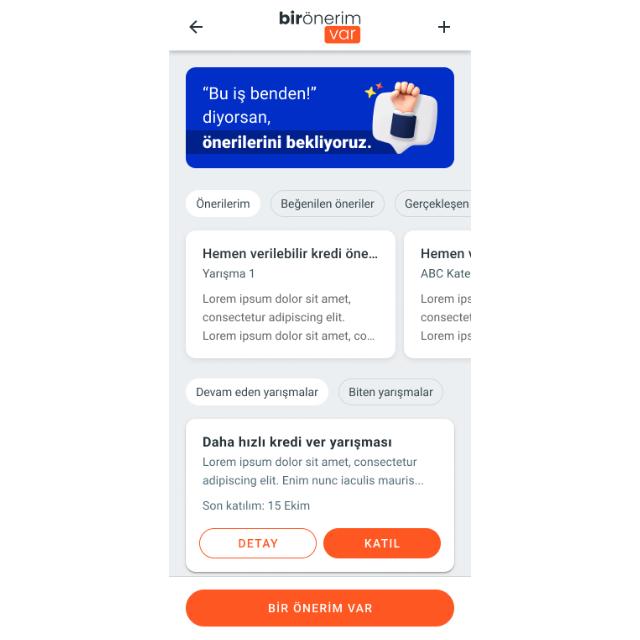 birönerim
var
“Bu iş benden!”
diyorsan,
önerilerini bekliyoruz.
Önerilerim
Beğenilen öneriler
Gerçekleşen
Hemen verilebilir kredi öne...
Yarışma 1
Lorem ipsum dolor sit amet,
consectetur adipiscing elit.
Lorem ipsum dolor sit amet, co...
Hemen
ABC Kate
Lorem ips
consectet
Lorem ips
Devam eden yarışmalar
Biten yarışmalar
Daha hızlı kredi ver yarışması
Lorem ipsum dolor sit amet, consectetur
adipiscing elit. Enim nunc iaculis mauris...
Son katılım: 15 Ekim
DETAY
KATIL
BİR ÖNERİM VAR